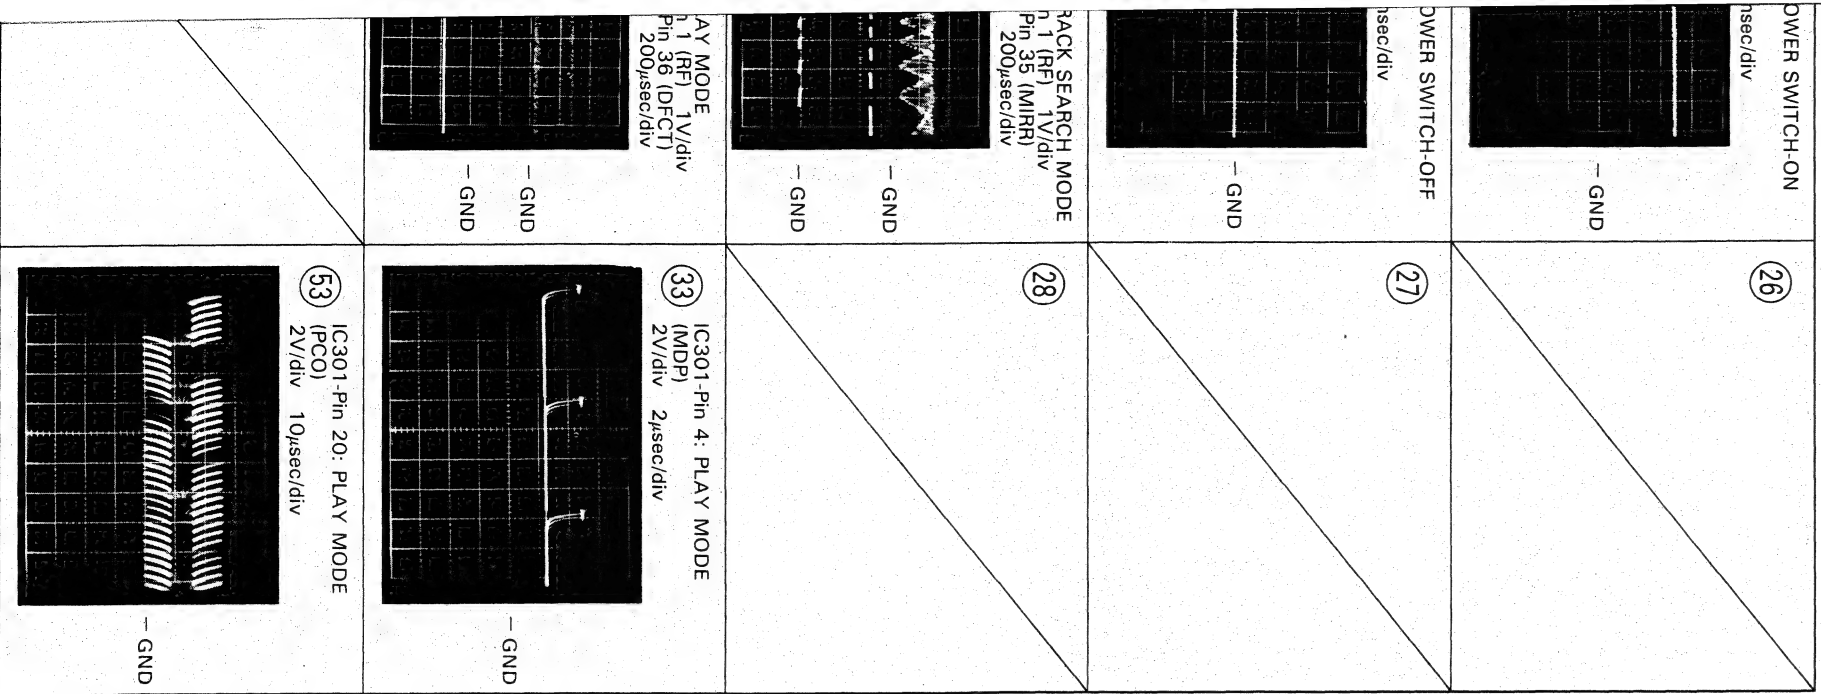 OWER SWITCH-ON
nsec/div
– GND
26
OWER SWITCH-OFF
nsec/div
– GND
27
RACK SEARCH MODE
n 1 (RF) 1V/div
Pin 35 (MIRR)
200μsec/div
– GND
– GND
28
AY MODE
n 1 (RF) 1V/div
Pin 36 (DFCT)
200μsec/div
– GND
– GND
33 IC301-Pin 4: PLAY MODE
(MDP)
2V/div 2μsec/div
– GND
53 IC301-Pin 20: PLAY MODE
(PCO)
2V/div 10μsec/div
– GND